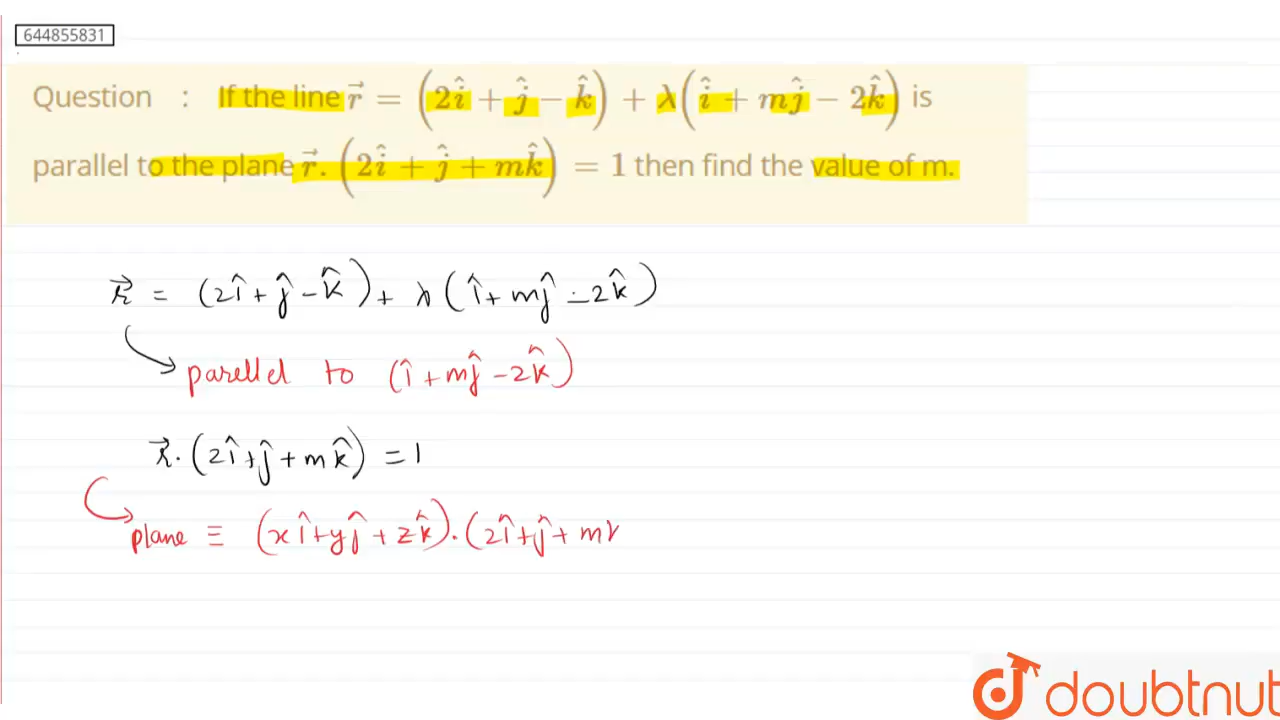 644855831
Question : If the line r⃗ = (2î + ĵ − k̂) + λ(î + mĵ − 2k̂) is
parallel to the plane r⃗. (2î + ĵ + mk̂) = 1 then find the value of m.
r⃗ = (2î + ĵ − k̂) + λ (î + mĵ − 2k̂)
parellel to (î + mĵ − 2k̂)
r⃗. (2î + ĵ + mk̂) = 1
plane ≡ (xî + yĵ + zk̂). (2î + ĵ + m
doubtnut